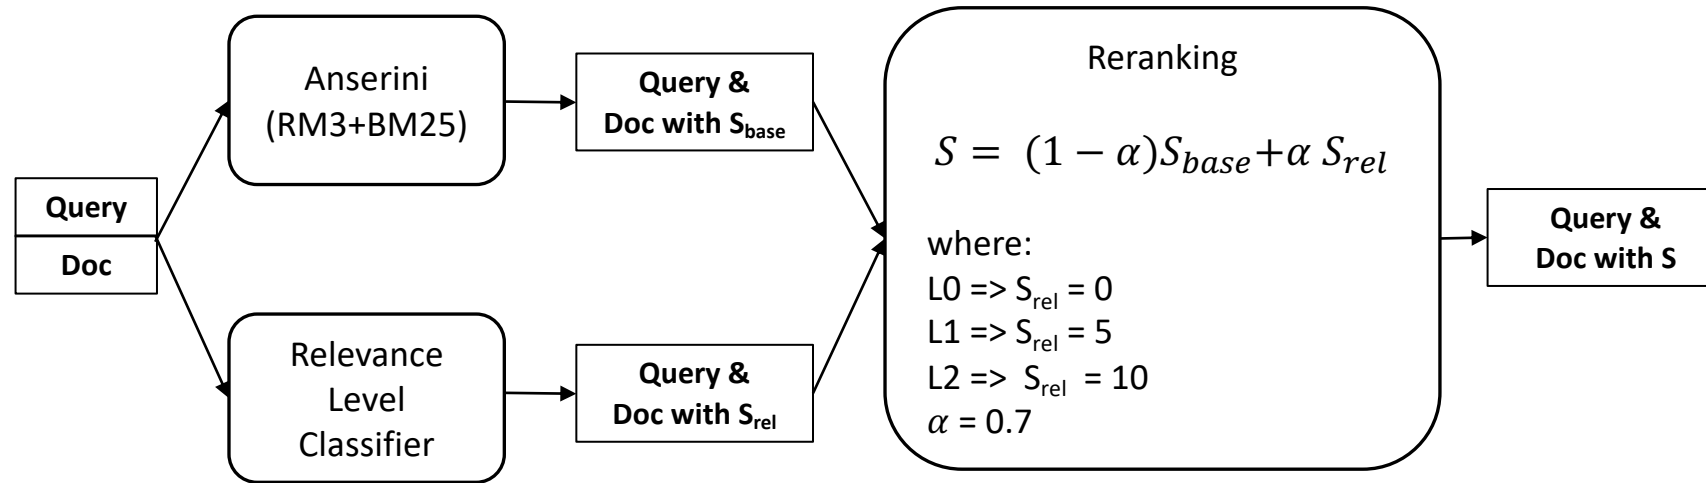 Query
Doc
Anserini
(RM3+BM25)
Query &
Doc with S_base
Relevance
Level
Classifier
Query &
Doc with S_rel
Reranking
S = (1 − α)S_base+α S_rel
where:
L0 => S_rel = 0
L1 => S_rel = 5
L2 => S_rel = 10
α = 0.7
Query &
Doc with S